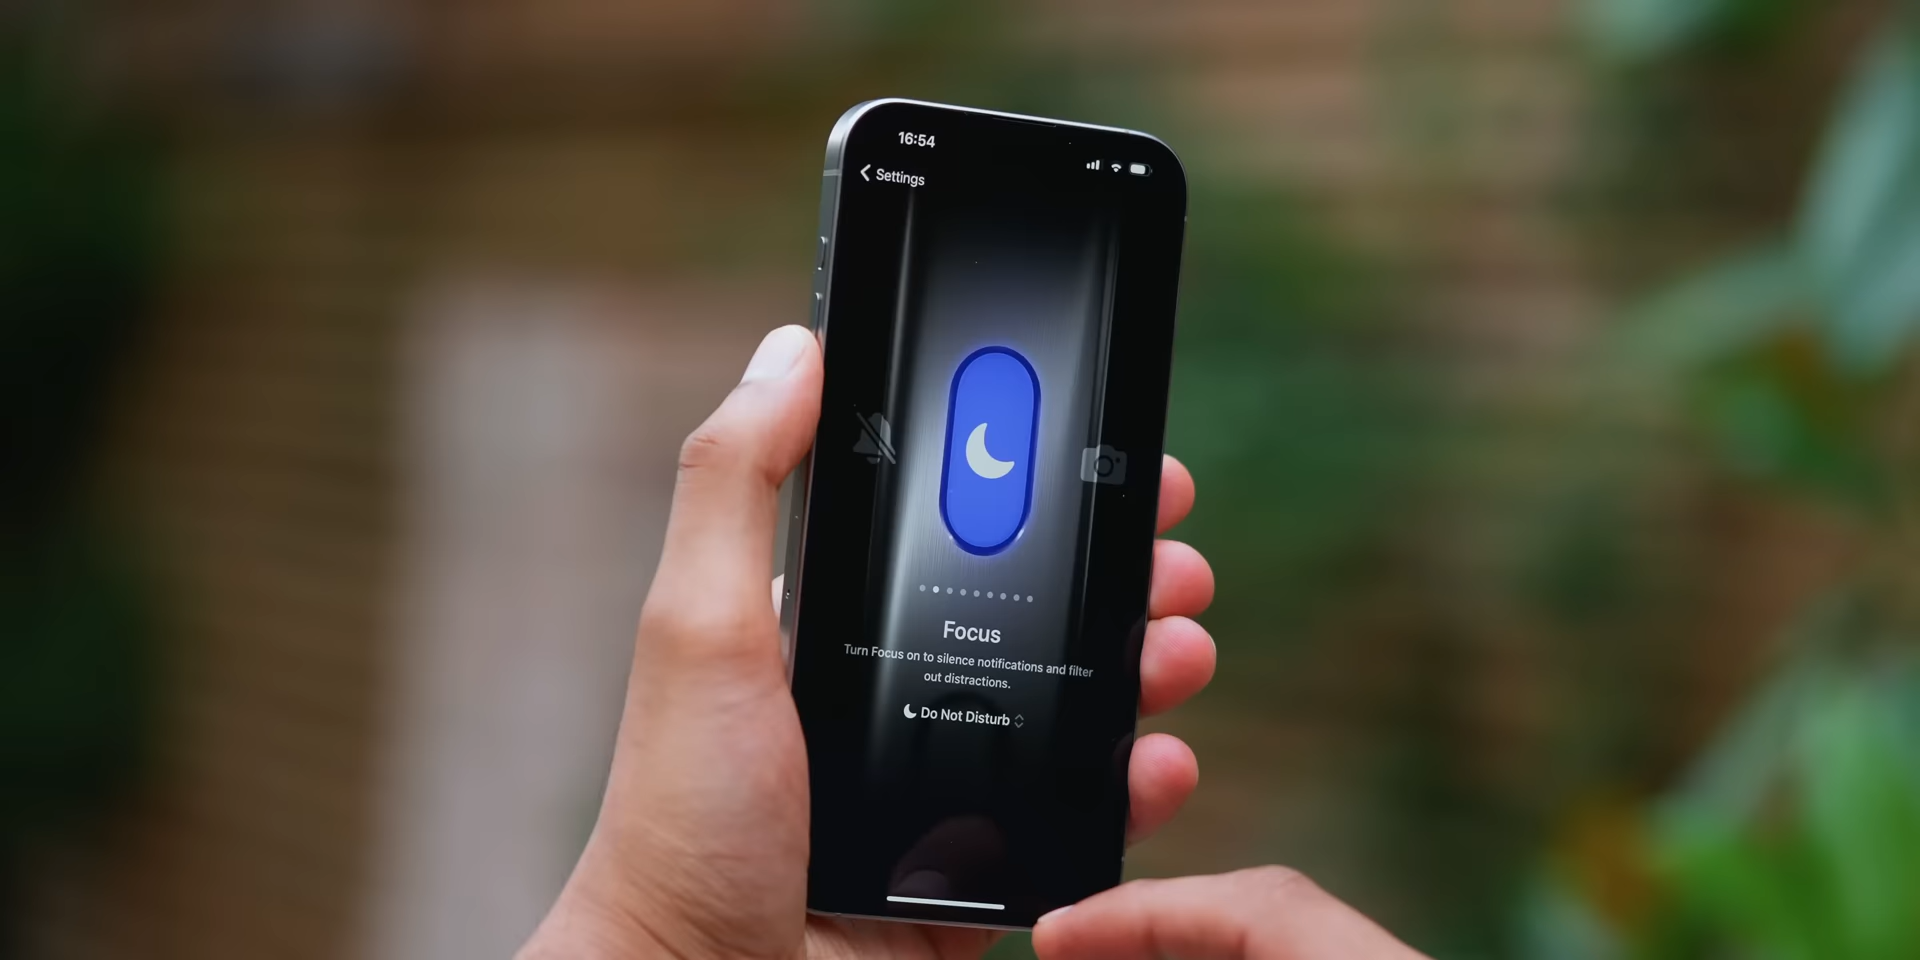 16:54
Settings
Focus
Turn Focus on to silence notifications and filter
out distractions.
Do Not Disturb